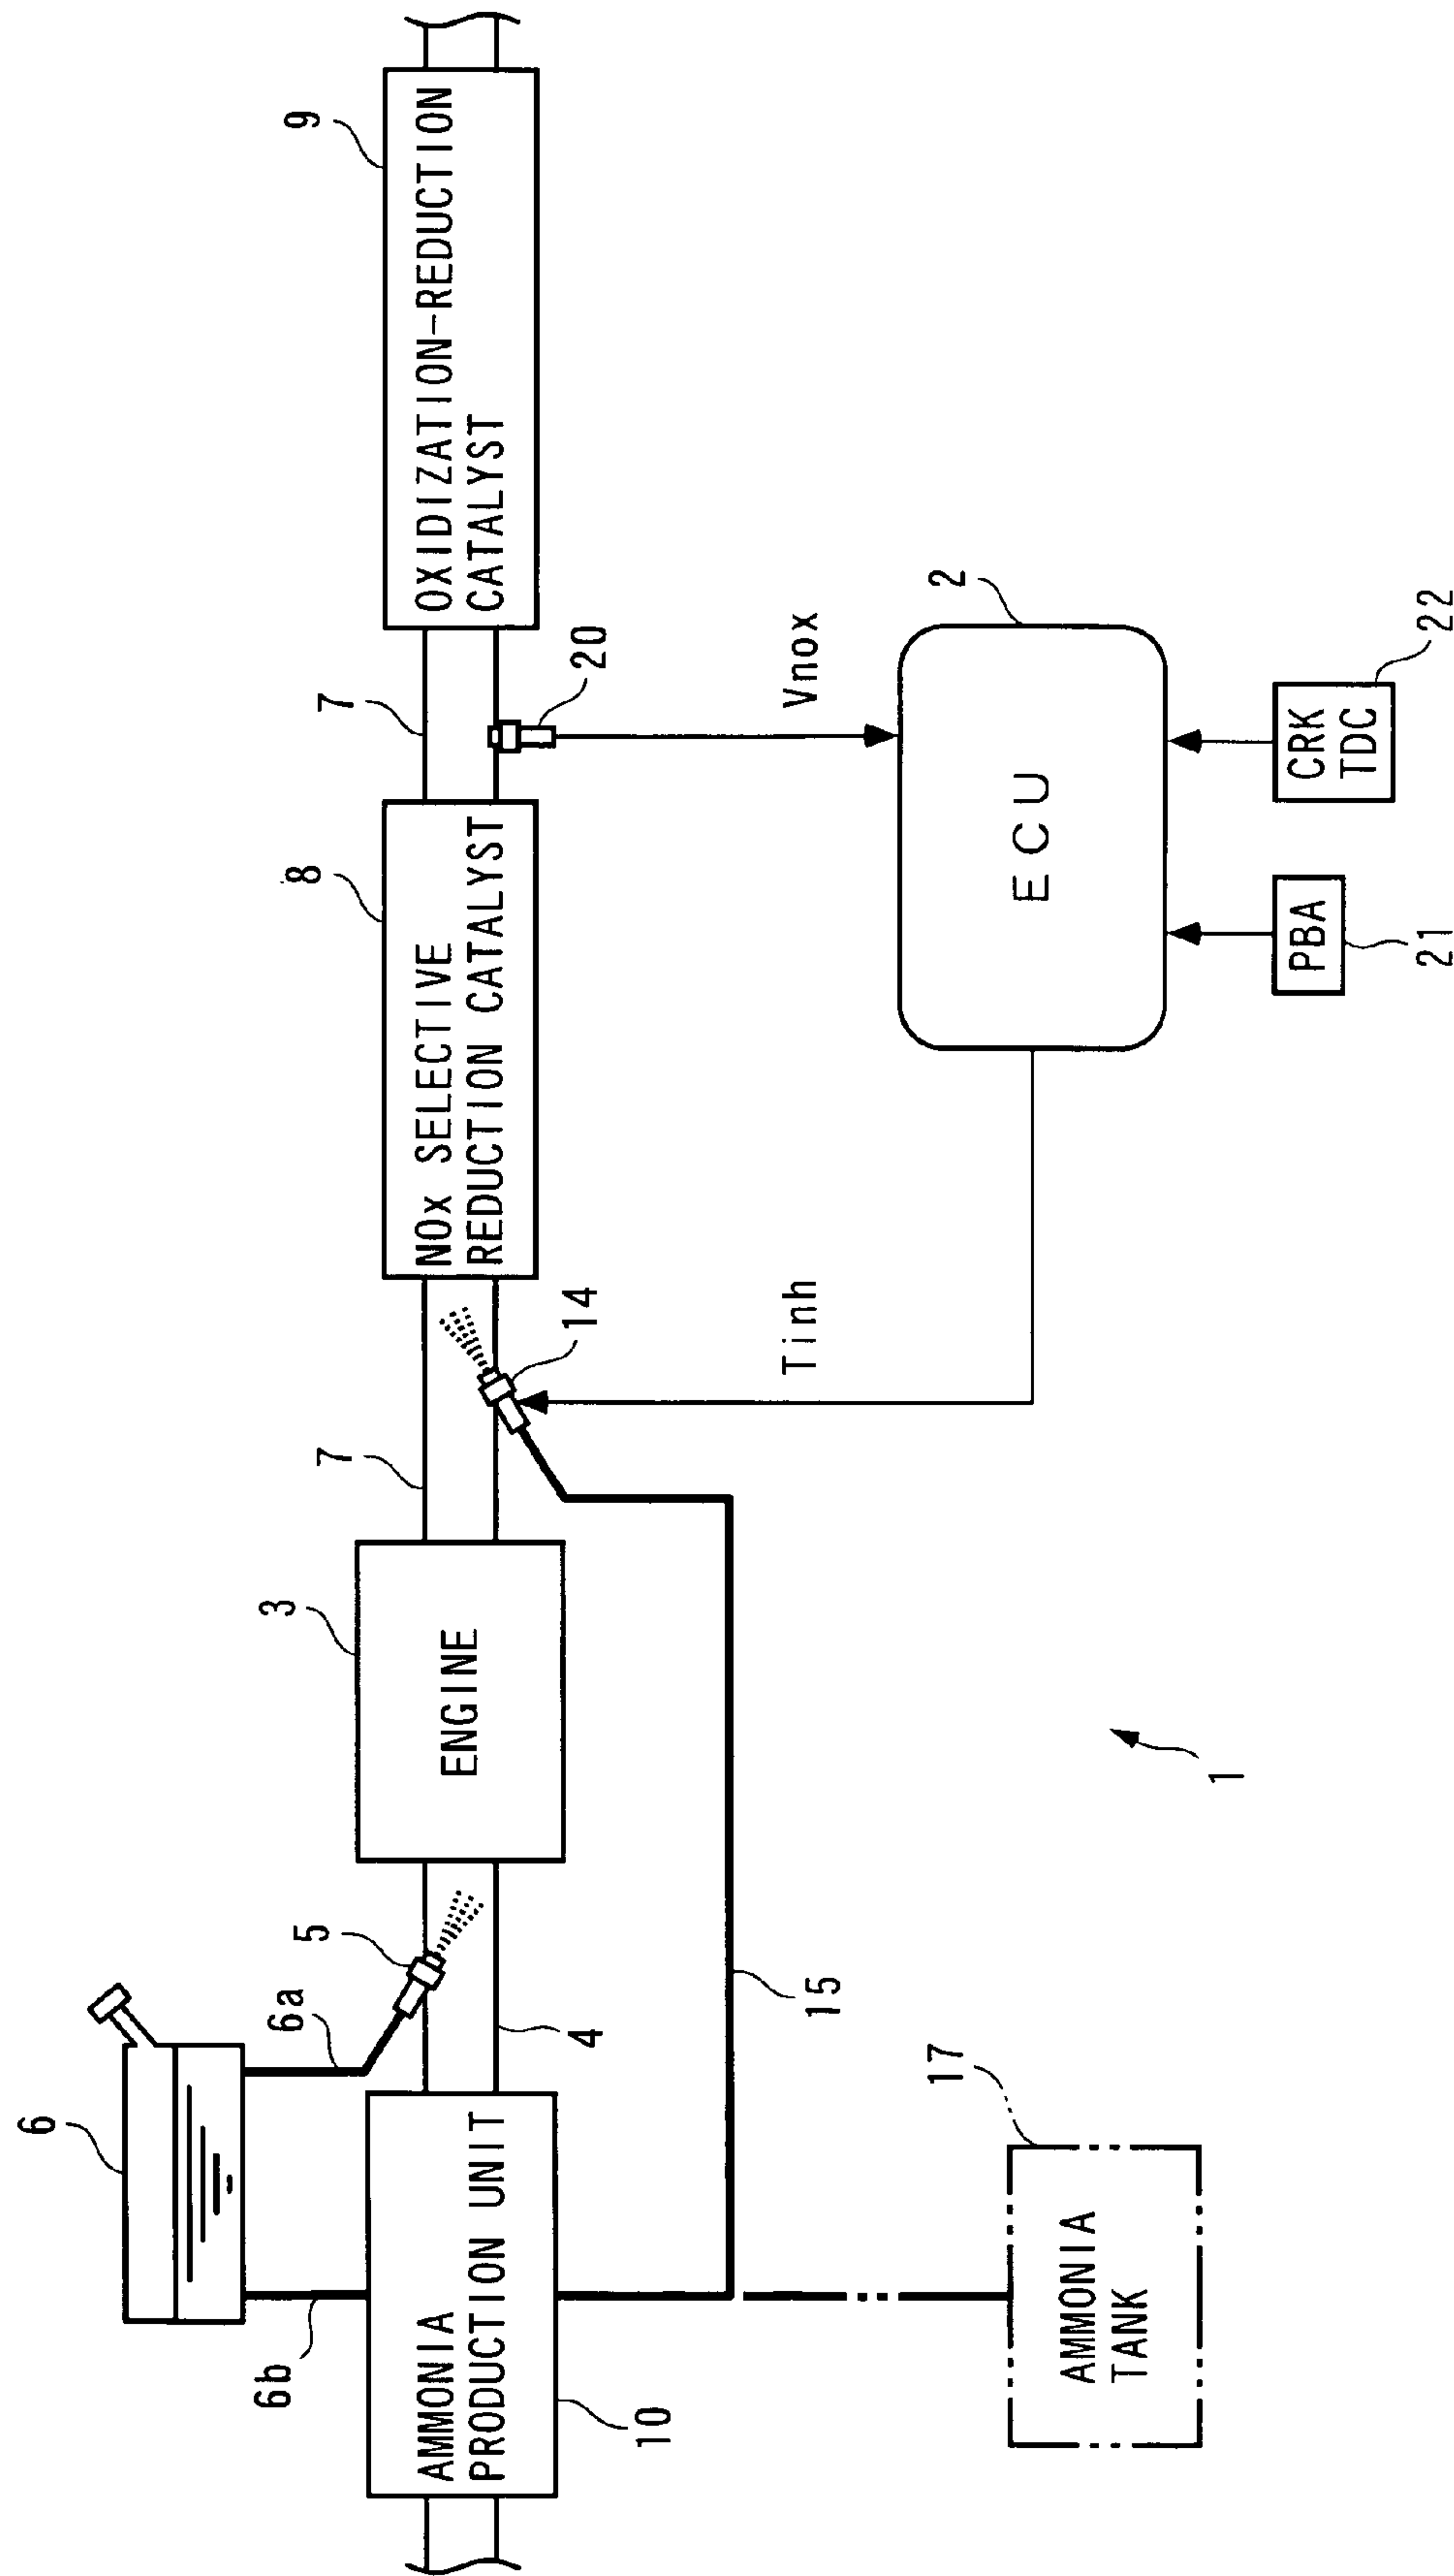 6
6a
5
3
7
8
7
9
6b
AMMONIA
PRODUCTION UNIT
ENGINE
NOx SELECTIVE
REDUCTION CATALYST
OXIDIZATION-REDUCTION
CATALYST
10
4
14
20
15
Tinh
Vnox
17
AMMONIA
TANK
2
ECU
1
PBA
21
CRK
TDC
22